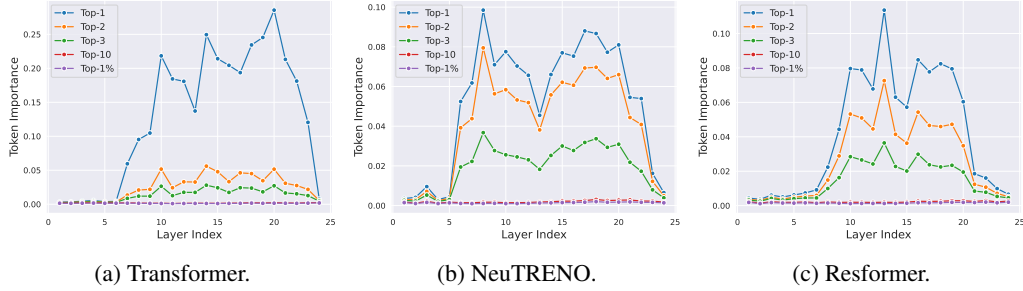 Token Importance
0.25
0.20
0.15
0.10
0.05
0.00
Top-1
Top-2
Top-3
Top-10
Top-1%
0 5 10 15 20 25
Layer Index
(a) Transformer.
Token Importance
0.10
0.08
0.06
0.04
0.02
0.00
Top-1
Top-2
Top-3
Top-10
Top-1%
0 5 10 15 20 25
Layer Index
(b) NeuTRENO.
Token Importance
0.10
0.08
0.06
0.04
0.02
0.00
Top-1
Top-2
Top-3
Top-10
Top-1%
0 5 10 15 20 25
Layer Index
(c) Resformer.